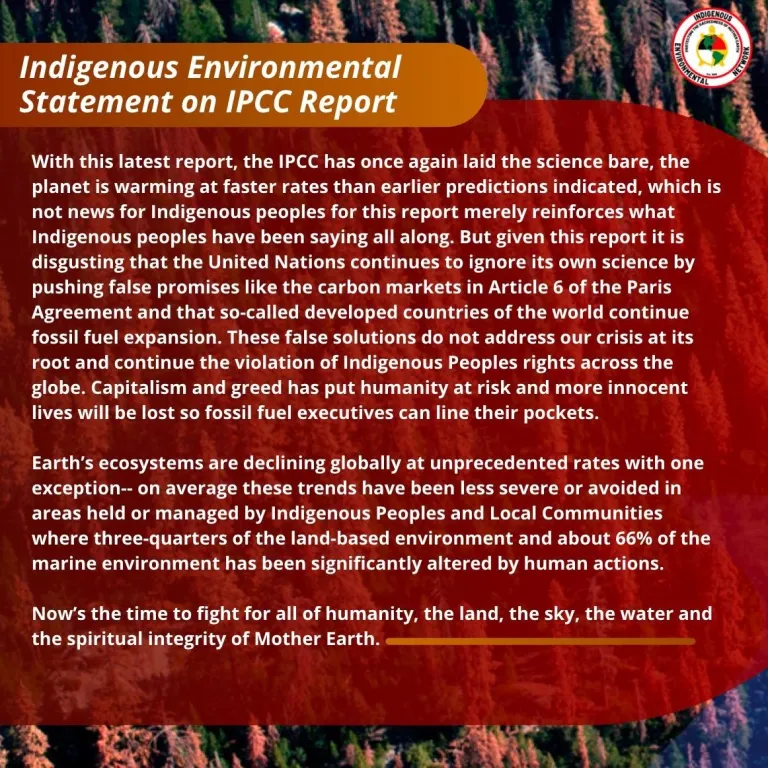 Indigenous Environmental
Statement on IPCC Report
INDIGENOUS
ENVIRONMENTAL
NETWORK
With this latest report, the IPCC has once again laid the science bare, the
planet is warming at faster rates than earlier predictions indicated, which is
not news for Indigenous peoples for this report merely reinforces what
Indigenous peoples have been saying all along. But given this report it is
disgusting that the United Nations continues to ignore its own science by
pushing false promises like the carbon markets in Article 6 of the Paris
Agreement and that so-called developed countries of the world continue
fossil fuel expansion. These false solutions do not address our crisis at its
root and continue the violation of Indigenous Peoples rights across the
globe. Capitalism and greed has put humanity at risk and more innocent
lives will be lost so fossil fuel executives can line their pockets.
Earth’s ecosystems are declining globally at unprecedented rates with one
exception-- on average these trends have been less severe or avoided in
areas held or managed by Indigenous Peoples and Local Communities
where three-quarters of the land-based environment and about 66% of the
marine environment has been significantly altered by human actions.
Now’s the time to fight for all of humanity, the land, the sky, the water and
the spiritual integrity of Mother Earth.